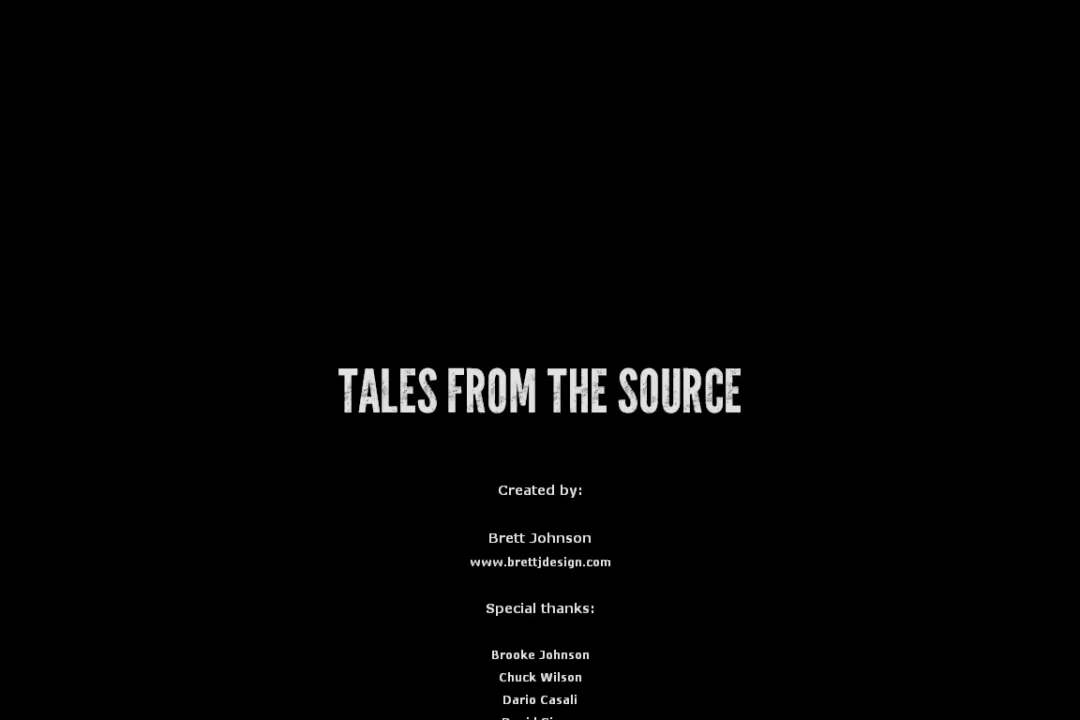 TALES FROM THE SOURCE
Created by:
Brett Johnson
www.brettjdesign.com
Special thanks:
Brooke Johnson
Chuck Wilson
Dario Casali
David